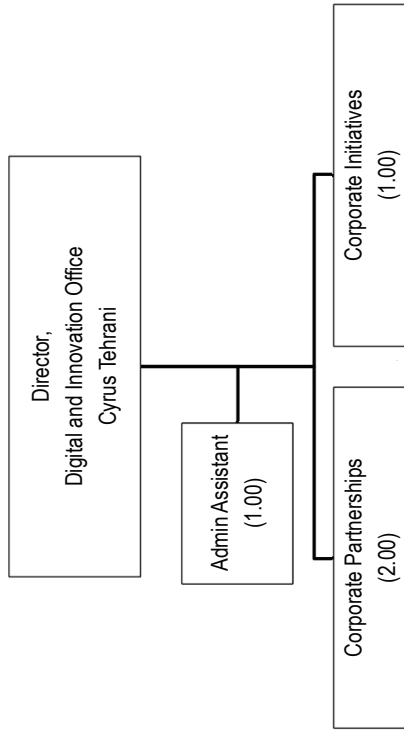 Director,
Digital and Innovation Office
Cyrus Tehrani
Admin Assistant
(1.00)
Corporate Partnerships
(2.00)
Corporate Initiatives
(1.00)